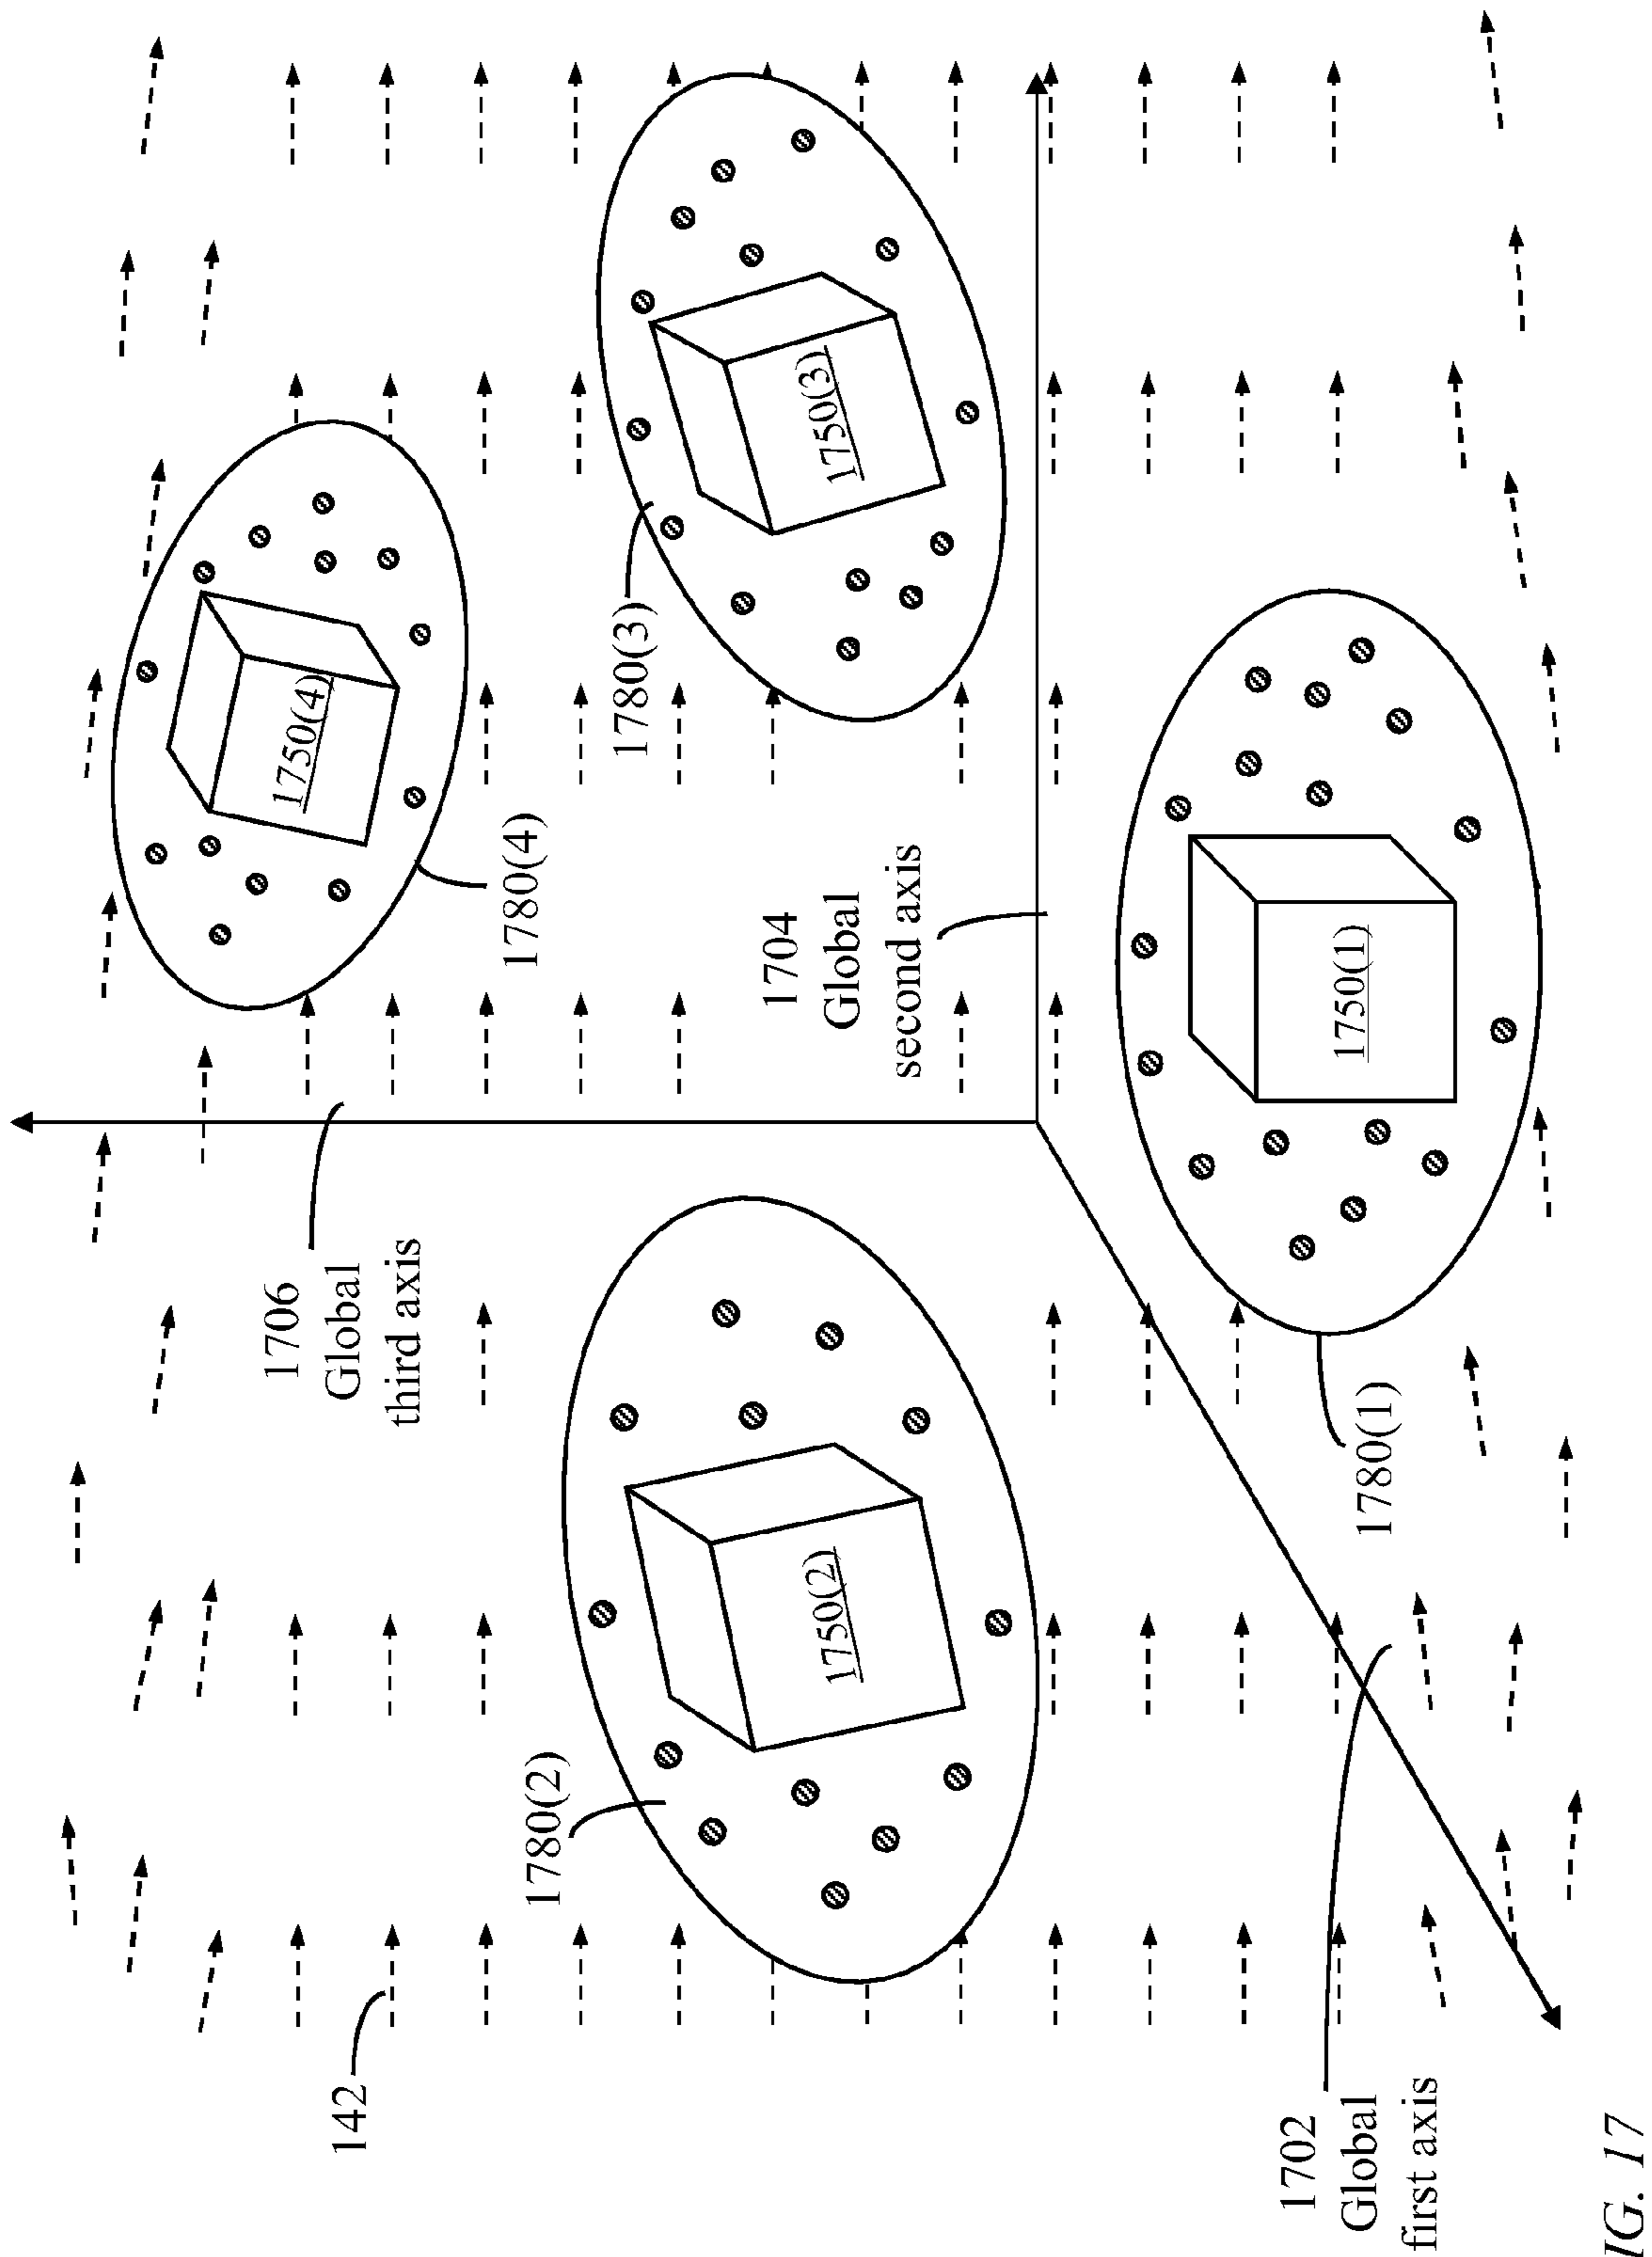 1706
Global
third axis
1750(4)
142
1780(4)
1780(2)
1780(3)
1704
Global
second axis
1750(2)
1750(3)
1702
Global
first axis
1750(1)
1780(1)
IG. 17